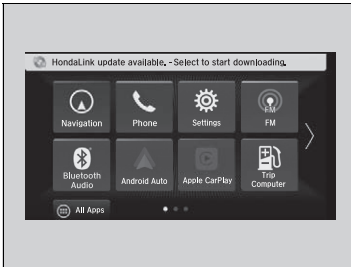 HondaLink update available. - Select to start downloading.
FM
Navigation
Phone
Settings
FM
Bluetooth
Audio
Android Auto
Apple CarPlay
Trip
Computer
All Apps